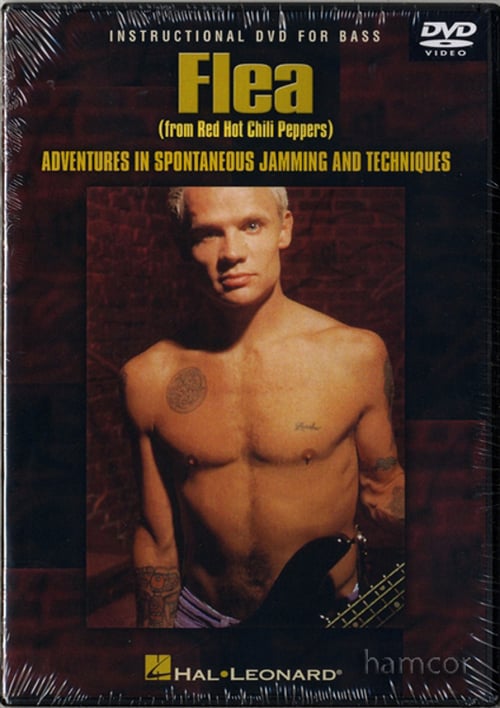 INSTRUCTIONAL DVD FOR BASS
DVD
VIDEO
Flea
(from Red Hot Chili Peppers)
ADVENTURES IN SPONTANEOUS JAMMING AND TECHNIQUES
HAL•LEONARD®
hamcor